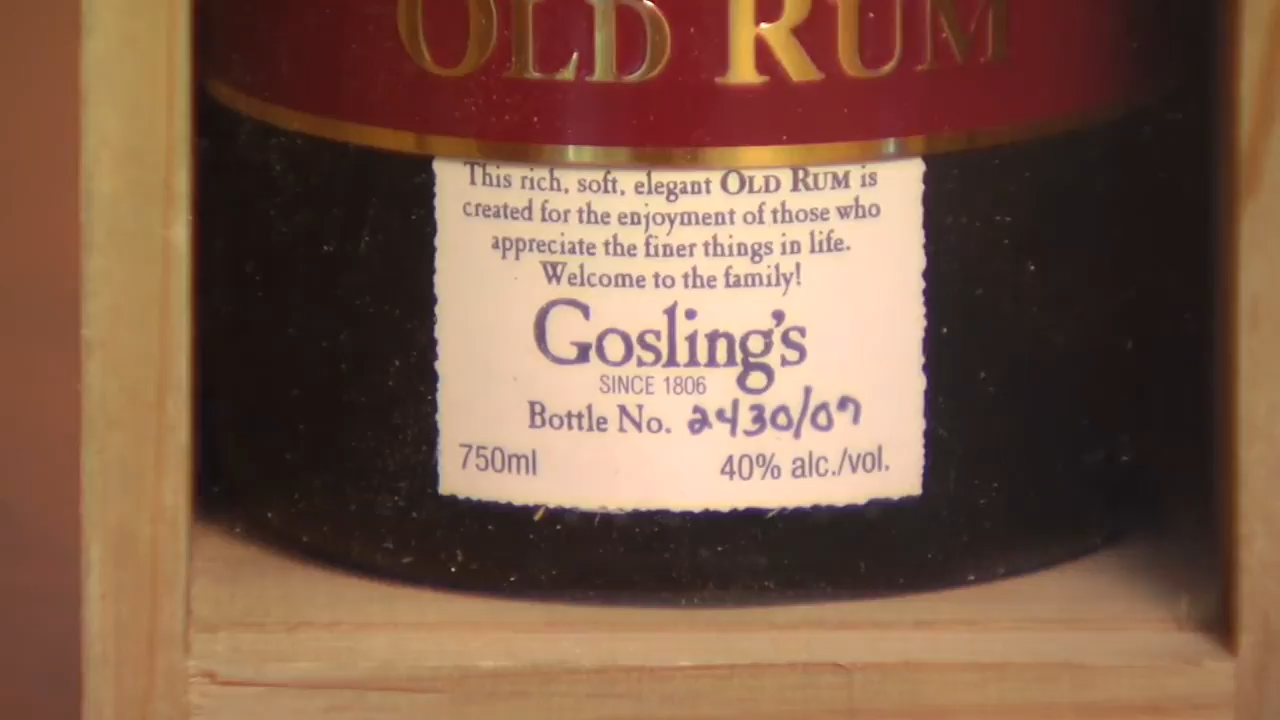 OLD RUM
This rich, soft, elegant OLD RUM is
created for the enjoyment of those who
appreciate the finer things in life.
Welcome to the family!
Gosling's
SINCE 1806
Bottle No. 2430/07
750ml 40% alc./vol.